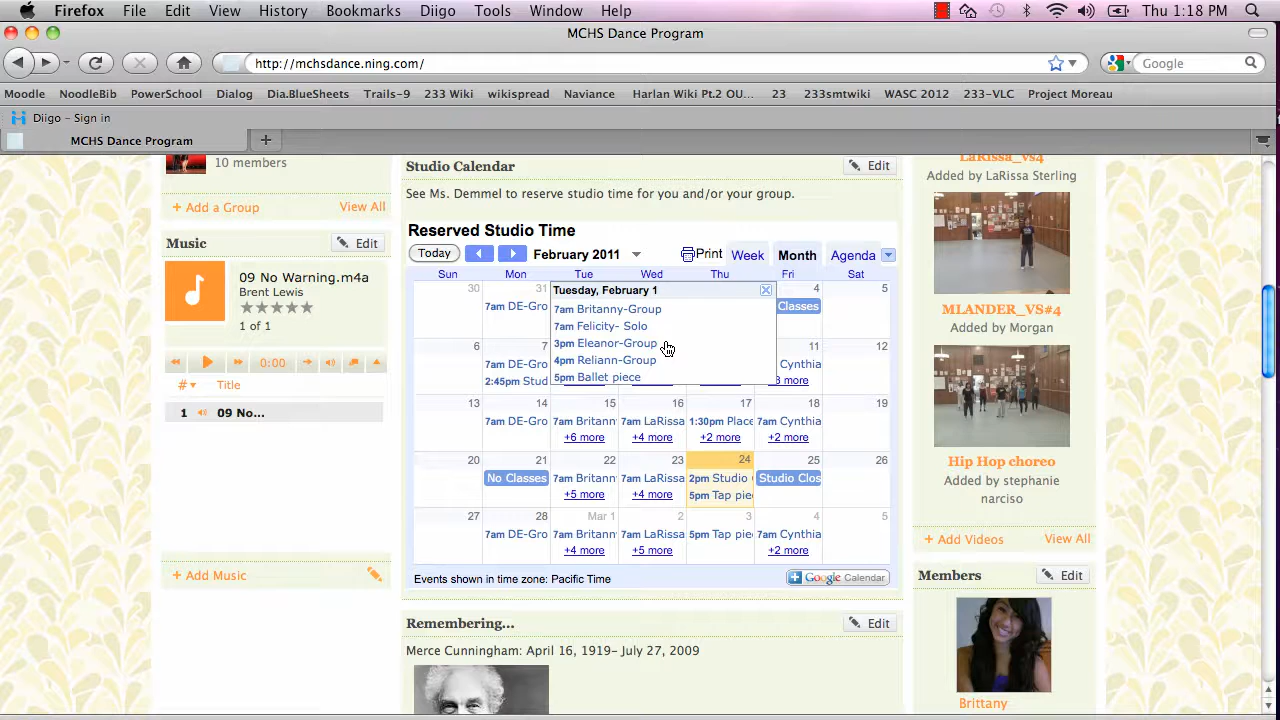 Firefox File Edit View History Bookmarks Diigo Tools Window Help Thu 1:18 PM
MCHS Dance Program
http://mchsdance.ning.com/
Google
Moodle NoodleBib PowerSchool Dialog Dia.BlueSheets Trails-9 233 Wiki wikispread Naviance Harlan Wiki Pt.2 OU... 23 233smtwiki WASC 2012 233-VLC Project Moreau
Diigo - Sign in
MCHS Dance Program
10 members
+ Add a Group View All
Music Edit
09 No Warning.m4a
Brent Lewis
1 of 1
0:00
# Title
1 09 No...
+ Add Music
Studio Calendar Edit
See Ms. Demmel to reserve studio time for you and/or your group.
Reserved Studio Time
Today February 2011 Print Week Month Agenda
Sun Mon Tue Wed Thu Fri Sat
30 31 4 5
7am DE-Gro Classes
Tuesday, February 1
7am Britanny-Group
7am Felicity- Solo
3pm Eleanor-Group
4pm Reliann-Group
5pm Ballet piece
6 7 11 12
7am DE-Gro Cynthia
2:45pm Stud 3 more
13 14 15 16 17 18 19
7am DE-Gro 7am Britann 7am LaRissa 1:30pm Place 7am Cynthia
+6 more +4 more +2 more +2 more
20 21 22 23 24 25 26
No Classes 7am Britann 7am LaRissa 2pm Studio Studio Clos
+5 more +4 more 5pm Tap pie
27 28 Mar 1 2 3 4 5
7am DE-Gro 7am Britann 7am LaRissa 5pm Tap pie 7am Cynthia
+4 more +5 more +2 more
Events shown in time zone: Pacific Time Google Calendar
Remembering... Edit
Merce Cunningham: April 16, 1919- July 27, 2009
LaRissa_vs4
Added by LaRissa Sterling
MLANDER_VS#4
Added by Morgan
Hip Hop choreo
Added by stephanie
narciso
+ Add Videos View All
Members Edit
Brittany